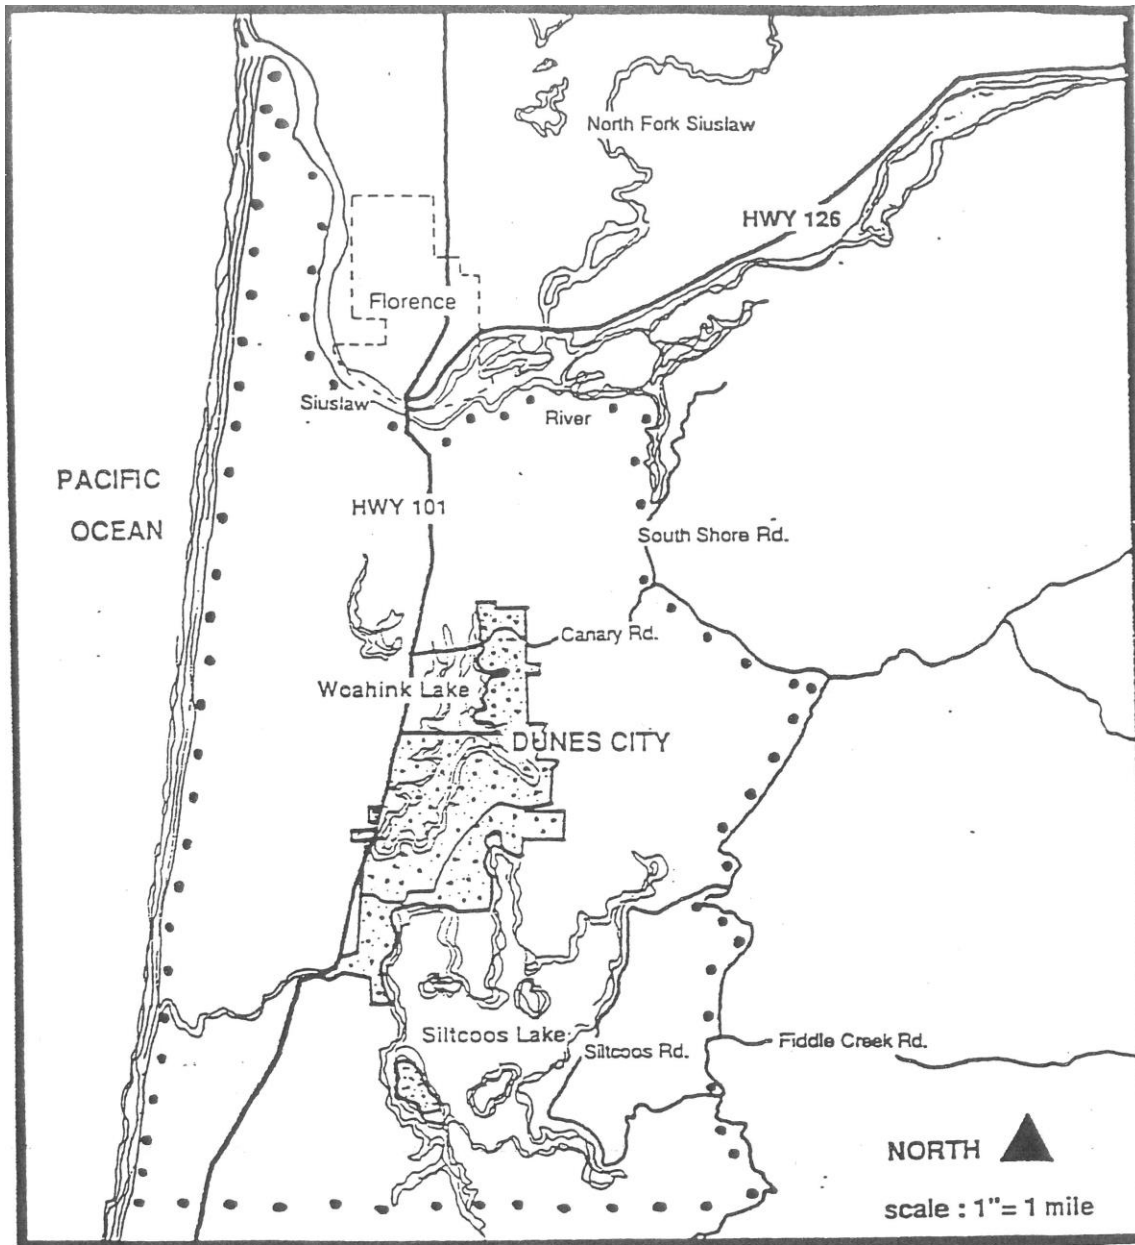 North Fork Siuslaw
HWY 126
Florence
Siuslaw
River
PACIFIC
OCEAN
HWY 101
South Shore Rd.
Canary Rd.
Woahink Lake
DUNES CITY
Siltcoos Lake
Siltcoos Rd.
Fiddle Creek Rd.
NORTH
scale : 1"= 1 mile